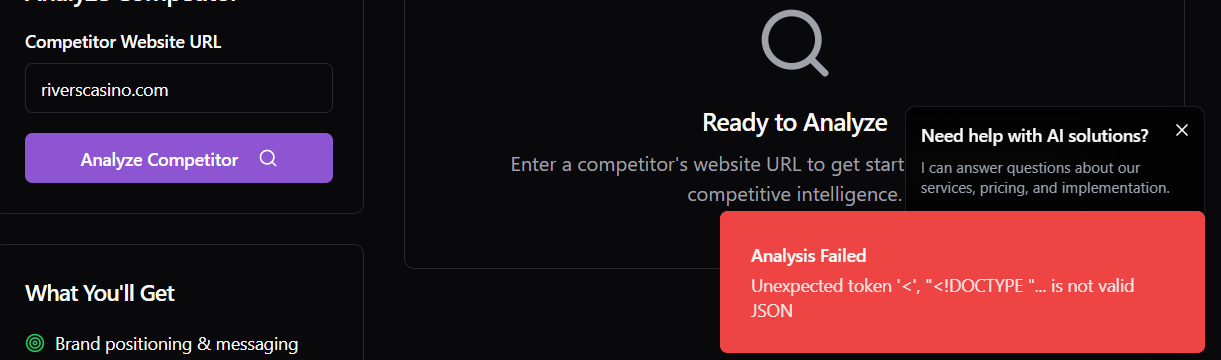 Analyze Competitor
Competitor Website URL
riverscasino.com
Analyze Competitor
What You'll Get
Brand positioning & messaging
Ready to Analyze
Enter a competitor's website URL to get start
competitive intelligence.
Need help with AI solutions?
I can answer questions about our
services, pricing, and implementation.
Analysis Failed
Unexpected token '<', "<!DOCTYPE "... is not valid
JSON